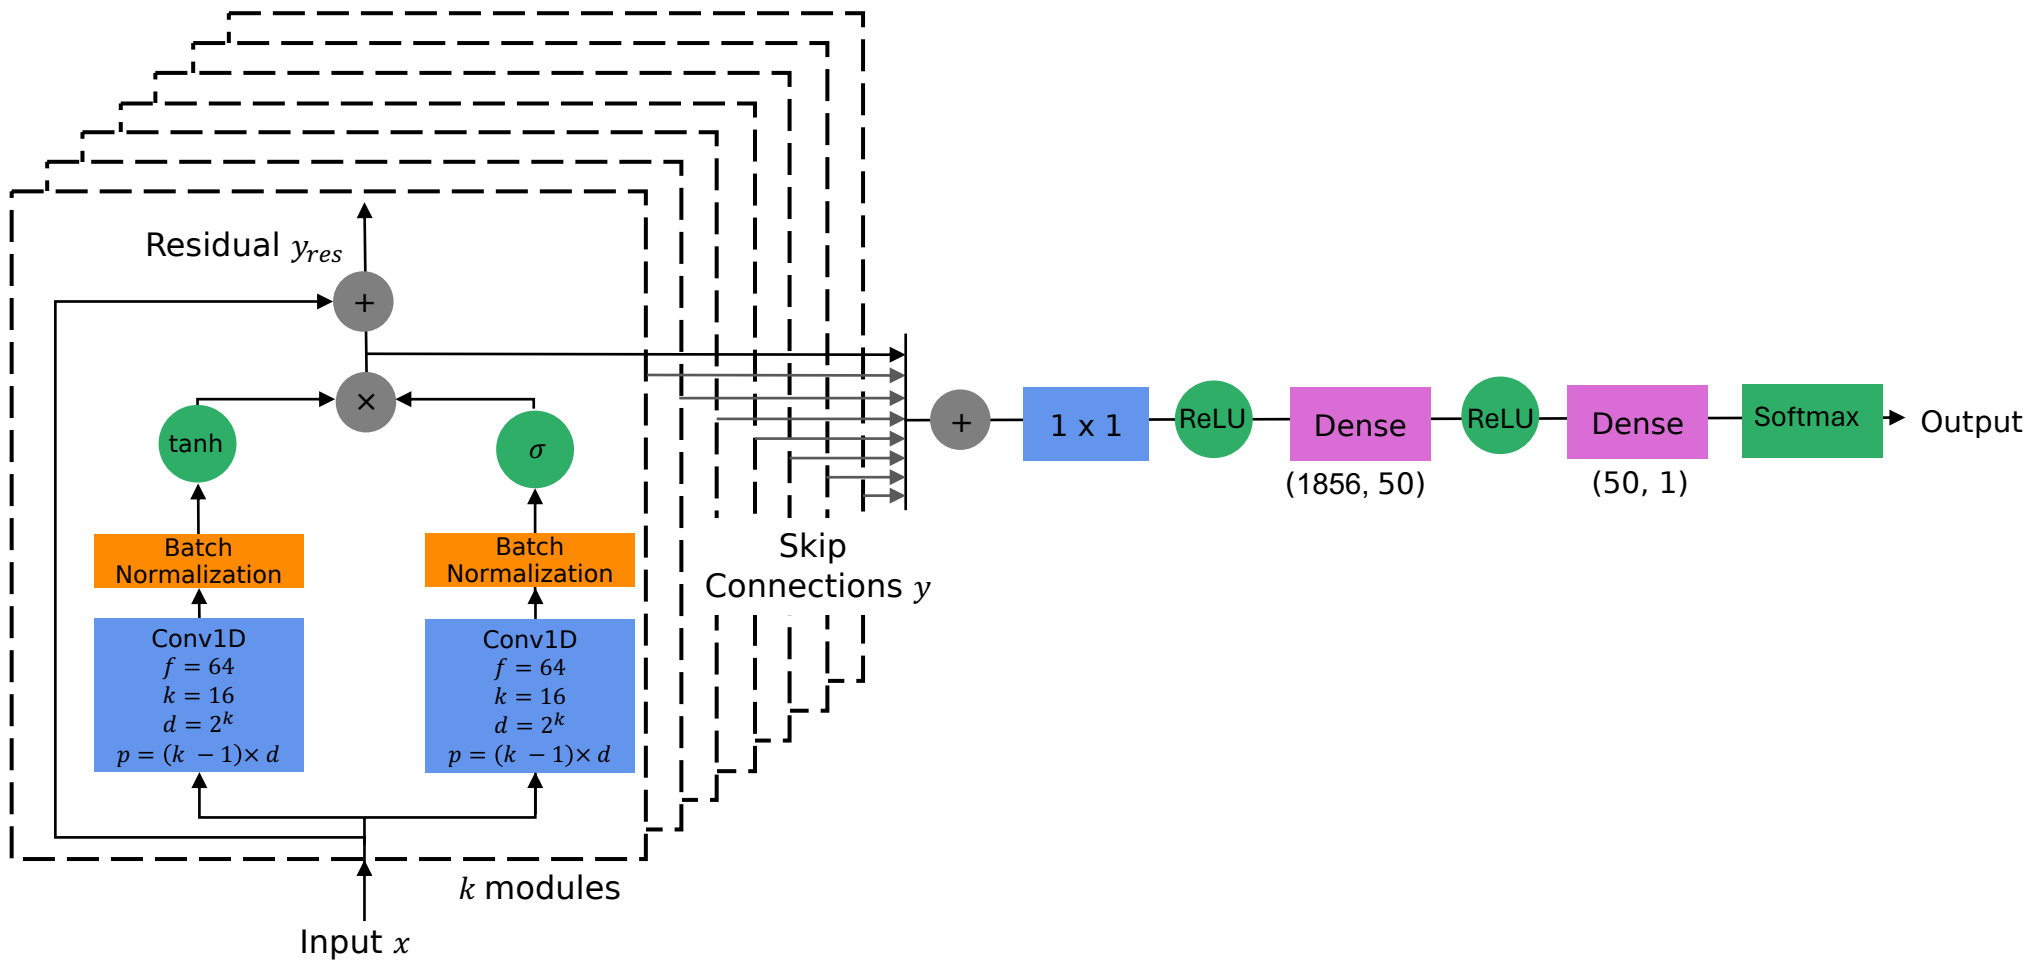 Residual y_res
+
×
tanh
σ
Batch
Normalization
Batch
Normalization
Conv1D
f = 64
k = 16
d = 2^k
p = (k − 1)× d
Conv1D
f = 64
k = 16
d = 2^k
p = (k − 1)× d
k modules
Input x
Skip
Connections y
+
1 x 1
ReLU
Dense
(1856, 50)
ReLU
Dense
(50, 1)
Softmax
Output